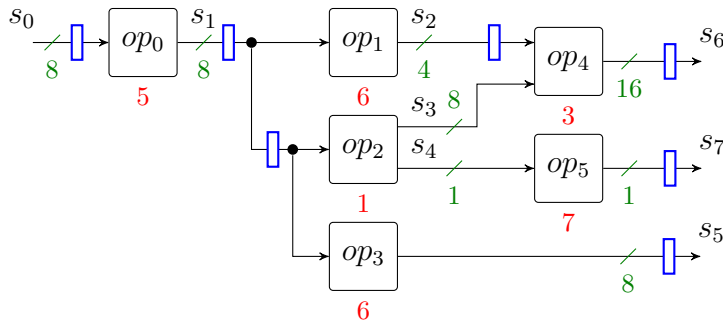 s₀ s₁ s₂ s₆
op₀ op₁ op₄
8 8 4 16
5 6 3
s₃ 8
s₄ s₇
op₂ op₅
1 1
1 7
s₅
op₃
8
6